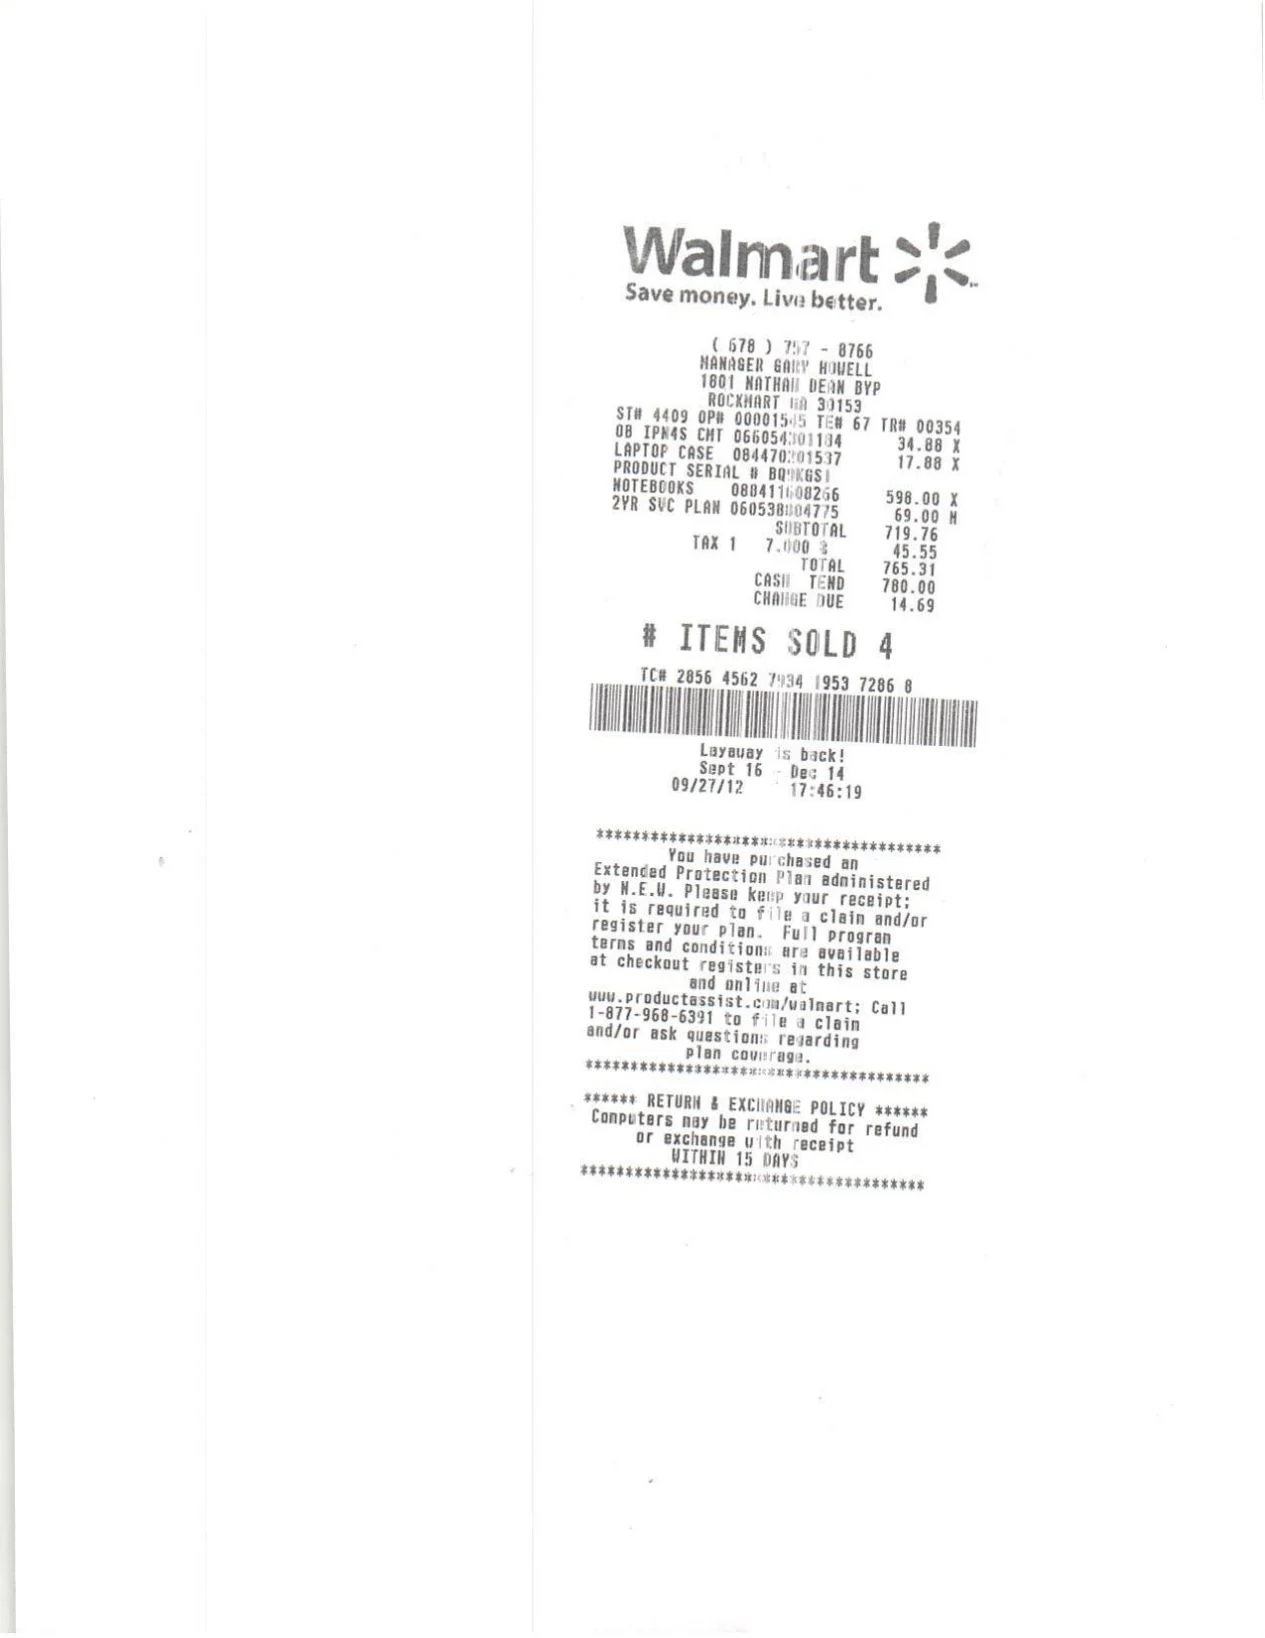 Walmart
Save money. Live better.
( 678 ) 757 - 8766
MANAGER GARY HOWELL
1801 NATHAN DEAN BYP
ROCKMART GA 30153
ST# 4409 OP# 00001545 TE# 67 TR# 00354
OB IPN4S CMT 34.88 X
LAPTOP CASE 17.88 X
PRODUCT SERIAL #
NOTEBOOKS 598.00 X
2YR SVC PLAN 69.00 N
SUBTOTAL 719.76
TAX 1 7.000 % 45.55
TOTAL 765.31
CASH TEND 780.00
CHANGE DUE 14.69
# ITEMS SOLD 4
TC# 2856 4562 7934 1953 7286 8
Layaway is back!
Sept 16 - Dec 14
09/27/12 17:46:19
****************************************
You have purchased an
Extended Protection Plan administered
by N.E.W. Please keep your receipt;
it is required to file a claim and/or
register your plan. Full program
terms and conditions are available
at checkout registers in this store
and online at
www.productassist.com/walmart; Call
1-877-968-6391 to file a claim
and/or ask questions regarding
plan coverage.
****************************************
****** RETURN & EXCHANGE POLICY ******
Computers may be returned for refund
or exchange with receipt
WITHIN 15 DAYS
****************************************